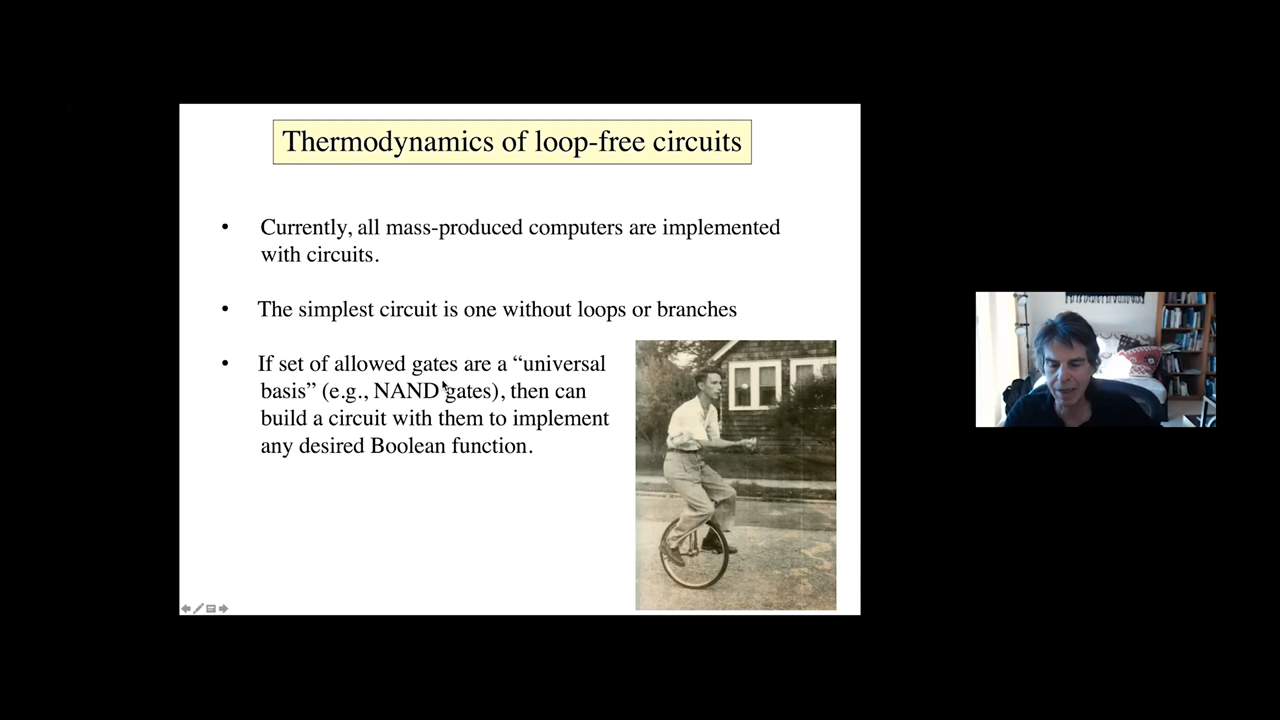 Thermodynamics of loop-free circuits
• Currently, all mass-produced computers are implemented
with circuits.
• The simplest circuit is one without loops or branches
• If set of allowed gates are a “universal
basis” (e.g., NAND gates), then can
build a circuit with them to implement
any desired Boolean function.